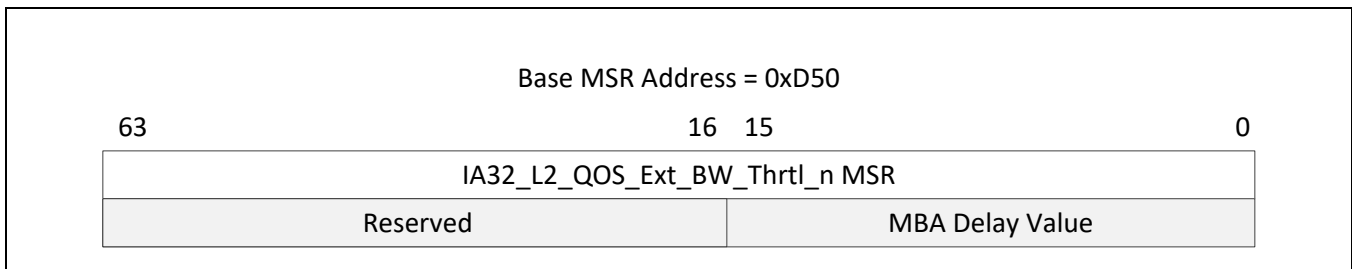 Base MSR Address = 0xD50
63 16 15 0
IA32_L2_QOS_Ext_BW_Thrtl_n MSR
Reserved MBA Delay Value